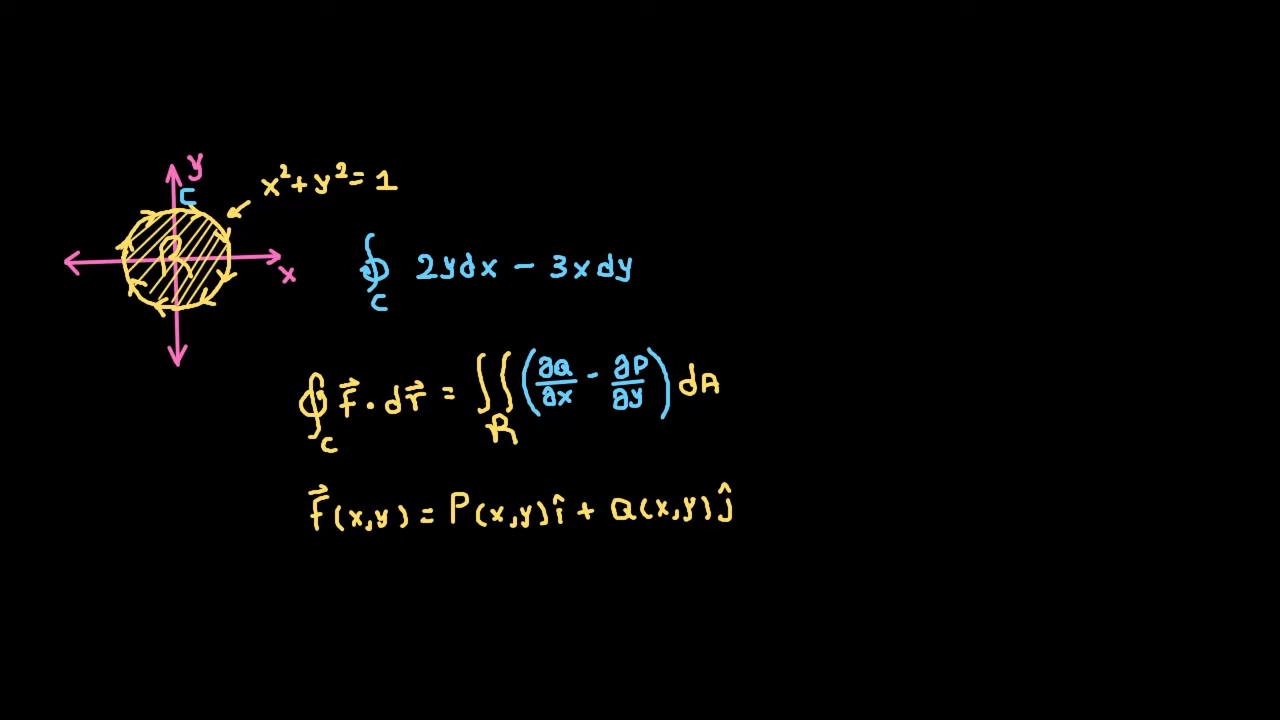 y
C
x² + y² = 1
R
x
∮_C 2y dx − 3x dy
∮_C F⃗ · dr⃗ = ∬_R (∂Q/∂x − ∂P/∂y) dA
F⃗(x,y) = P(x,y)î + Q(x,y)ĵ